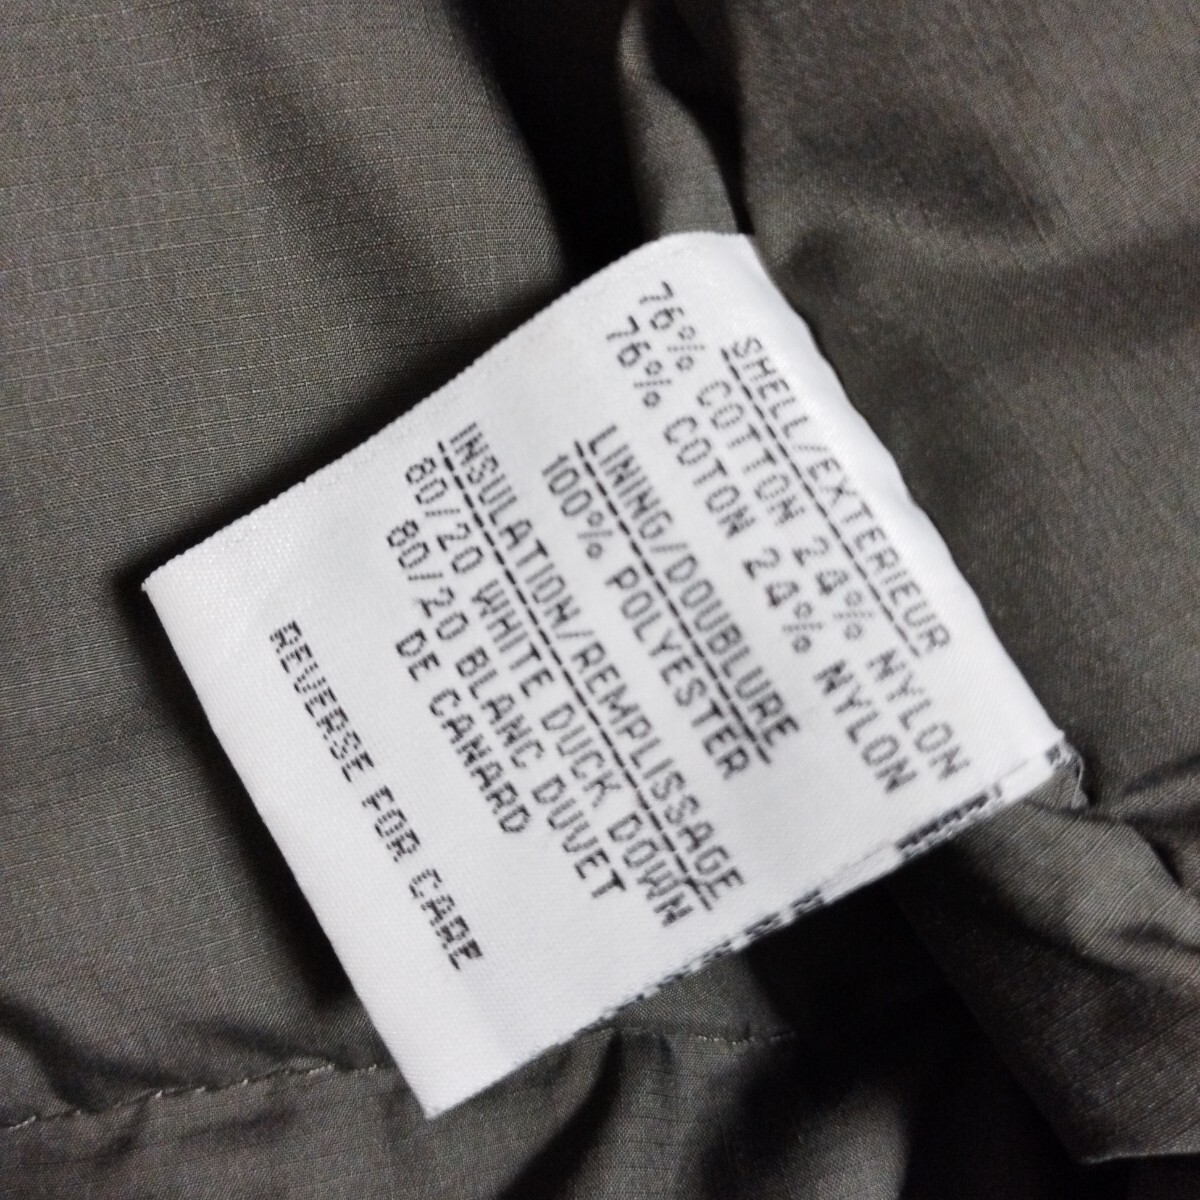 SHELL/EXTERIEUR
76% COTTON 24% NYLON
76% COTON 24% NYLON
LINING/DOUBLURE
100% POLYESTER
INSULATION/REMPLISSAGE
80/20 WHITE DUCK DOWN
80/20 BLANC DUVET
DE CANARD
REVERSE FOR CARE